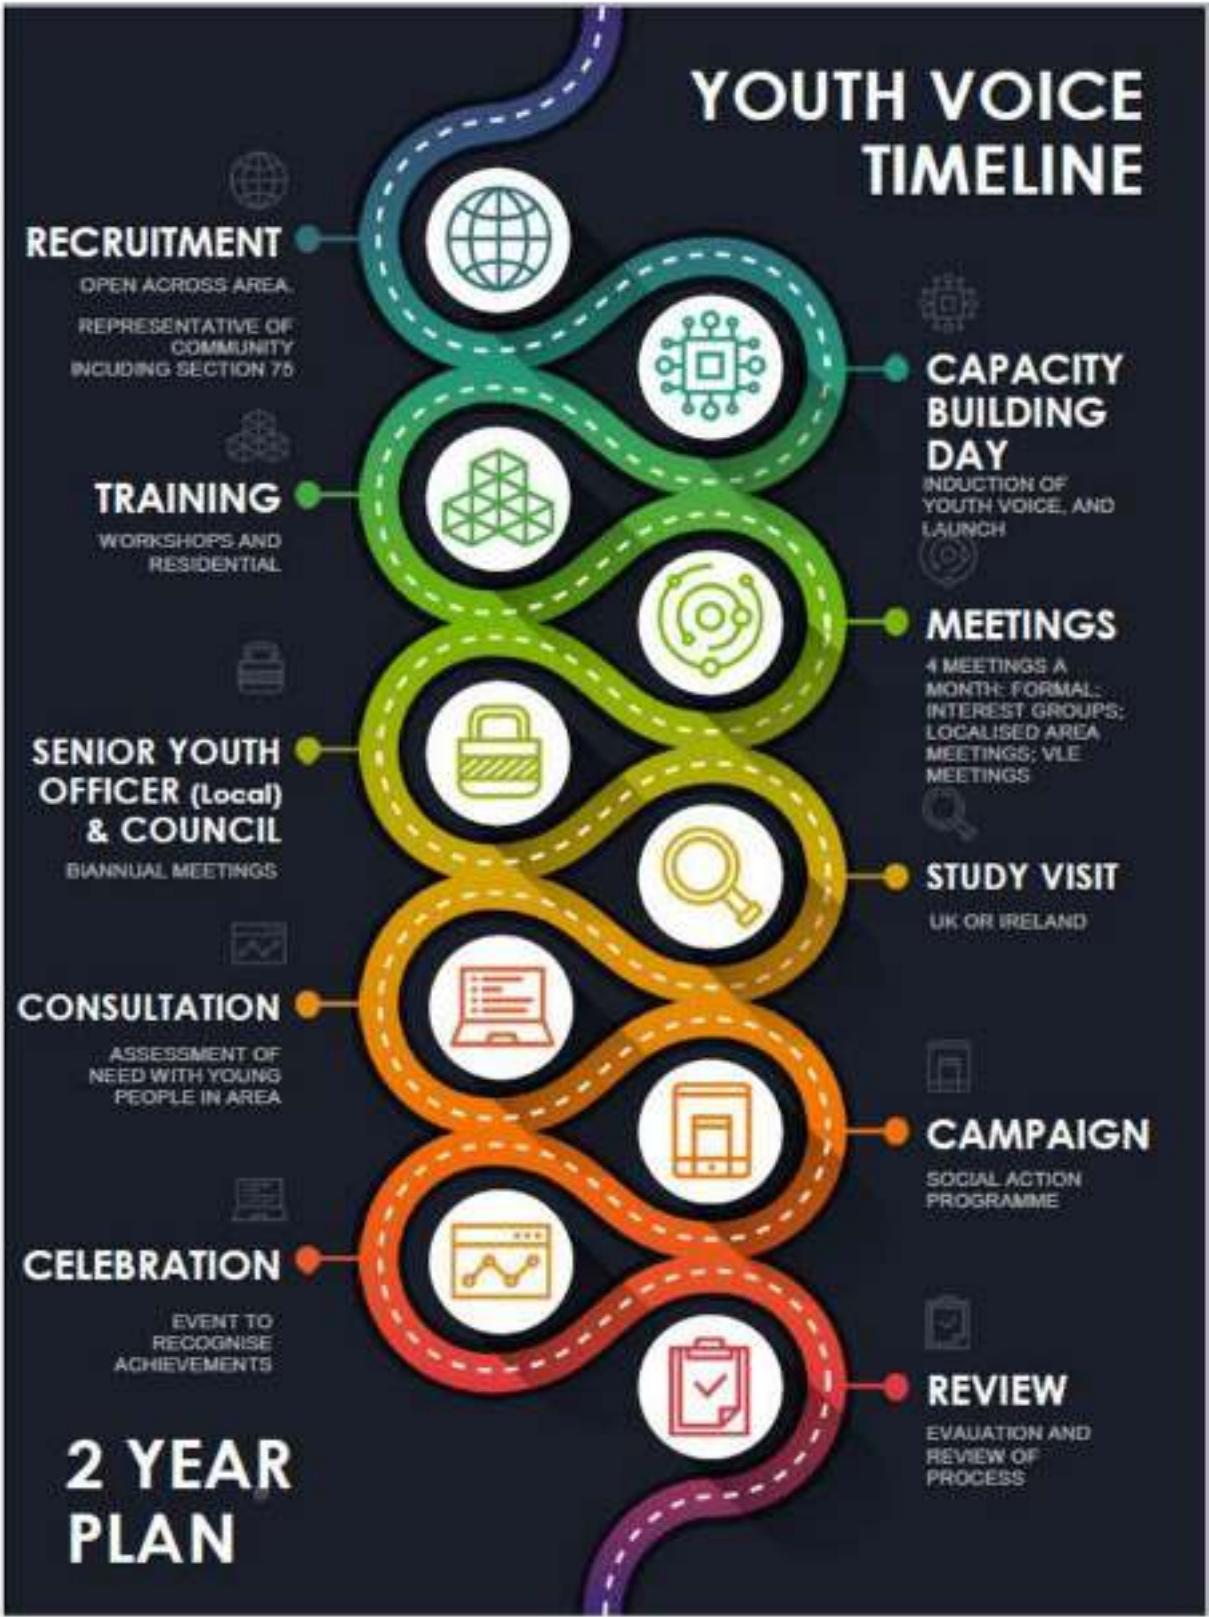 YOUTH VOICE
TIMELINE
RECRUITMENT
OPEN ACROSS AREA.
REPRESENTATIVE OF
COMMUNITY
INCUDING SECTION 75
CAPACITY
BUILDING
DAY
INDUCTION OF
YOUTH VOICE, AND
LAUNCH
TRAINING
WORKSHOPS AND
RESIDENTIAL
MEETINGS
4 MEETINGS A
MONTH: FORMAL;
INTEREST GROUPS;
LOCALISED AREA
MEETINGS; VLE
MEETINGS
SENIOR YOUTH
OFFICER (Local)
& COUNCIL
BIANNUAL MEETINGS
STUDY VISIT
UK OR IRELAND
CONSULTATION
ASSESSMENT OF
NEED WITH YOUNG
PEOPLE IN AREA
CAMPAIGN
SOCIAL ACTION
PROGRAMME
CELEBRATION
EVENT TO
RECOGNISE
ACHIEVEMENTS
REVIEW
EVAUATION AND
REVIEW OF
PROCESS
2 YEAR
PLAN